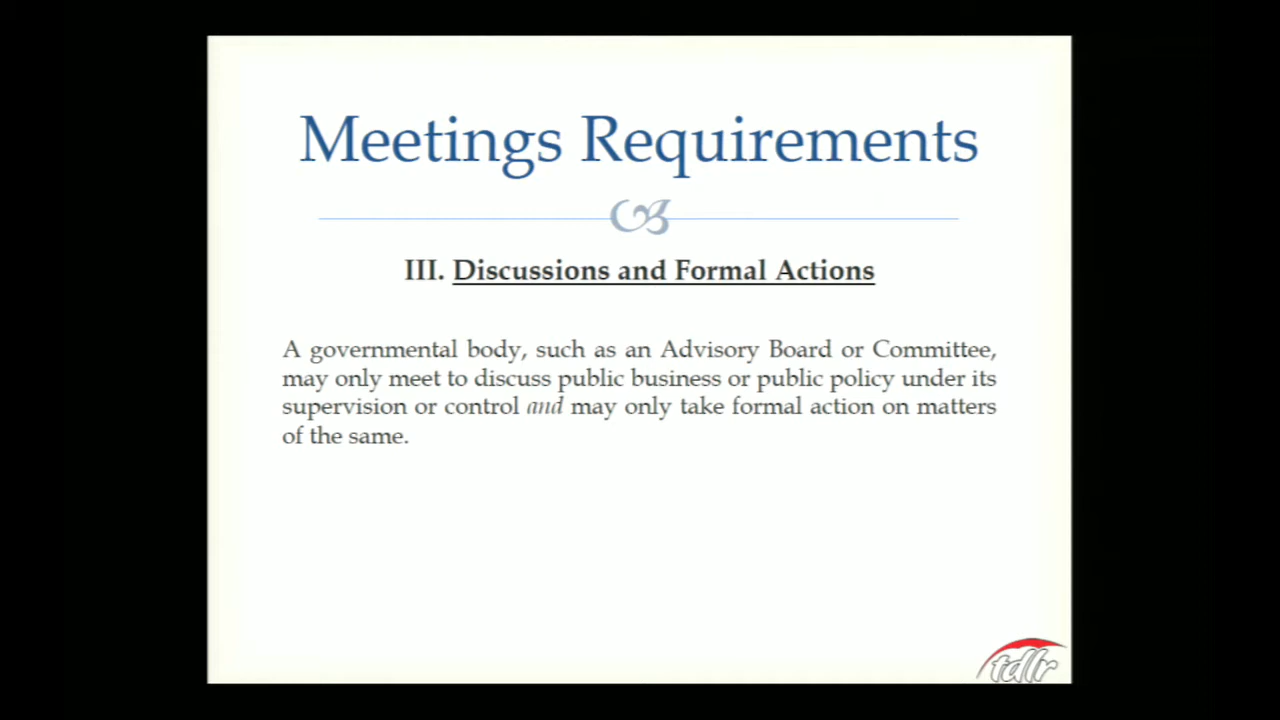 Meetings Requirements
III. Discussions and Formal Actions
A governmental body, such as an Advisory Board or Committee,
may only meet to discuss public business or public policy under its
supervision or control and may only take formal action on matters
of the same.
tdlr